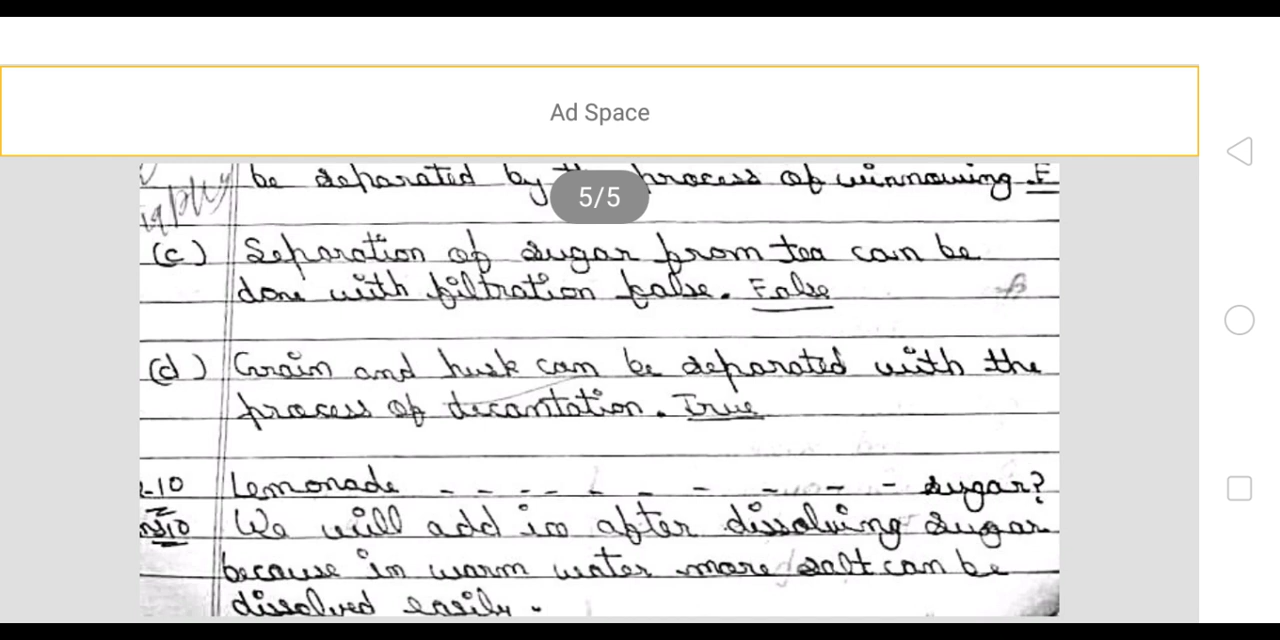 Ad Space
be separated by the process of winnowing. F
5/5
(c) Separation of sugar from tea can be
done with filtration false. False
(d) Grain and husk can be separated with the
process of decantation. True
-10 Lemonade - - - - - - - - - - sugar?
We will add in after dissolving sugar
because in warm water more salt can be
dissolved easily.